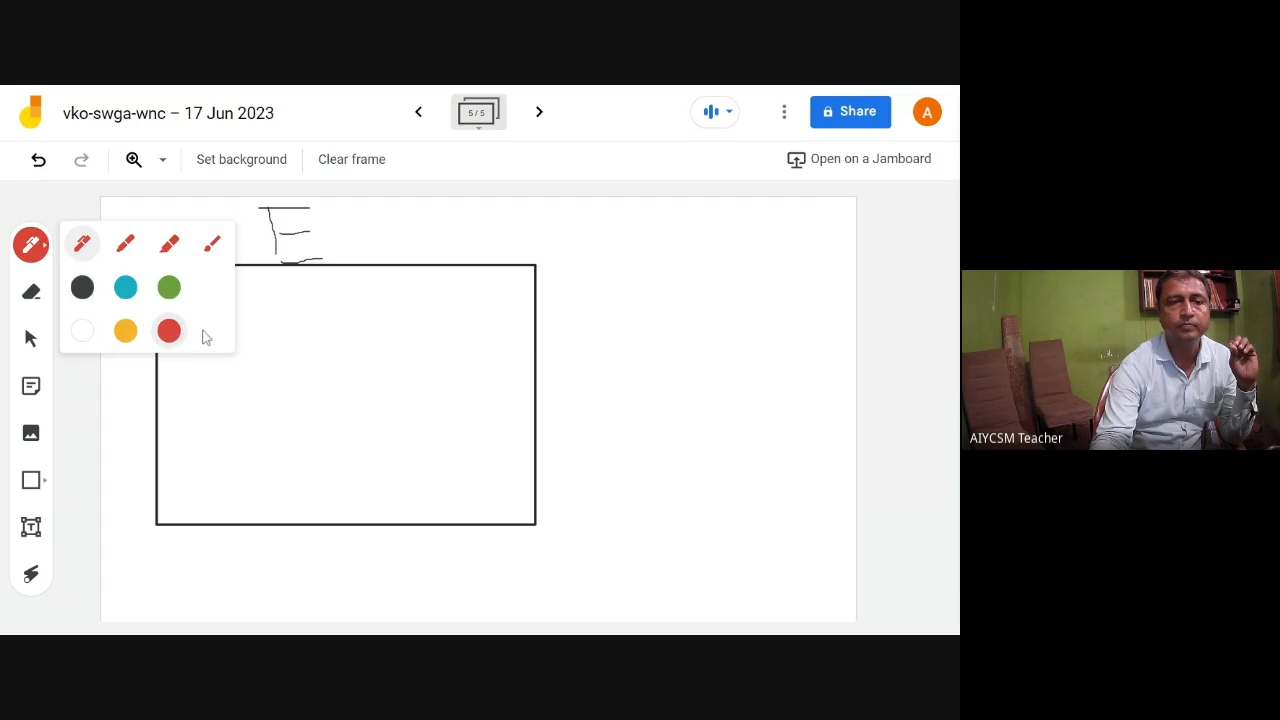 vko-swga-wnc – 17 Jun 2023
5 / 5
Share
A
Set background
Clear frame
Open on a Jamboard
E
T
AIYCSM Teacher